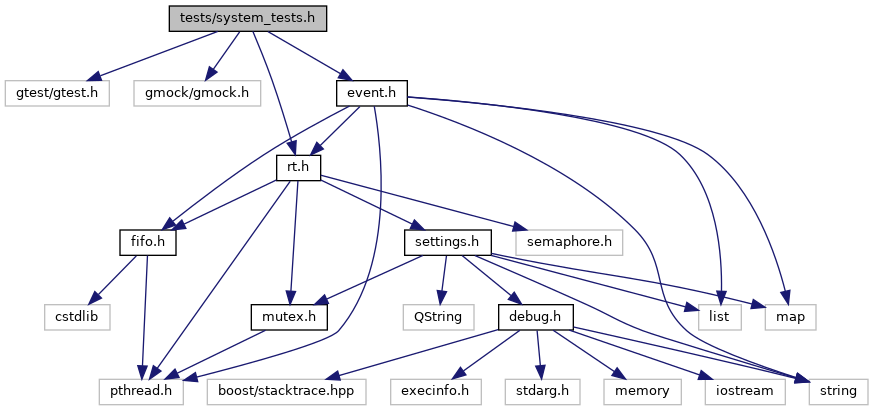 tests/system_tests.h
gtest/gtest.h
gmock/gmock.h
event.h
rt.h
fifo.h
settings.h
semaphore.h
cstdlib
mutex.h
QString
debug.h
list
map
pthread.h
boost/stacktrace.hpp
execinfo.h
stdarg.h
memory
iostream
string